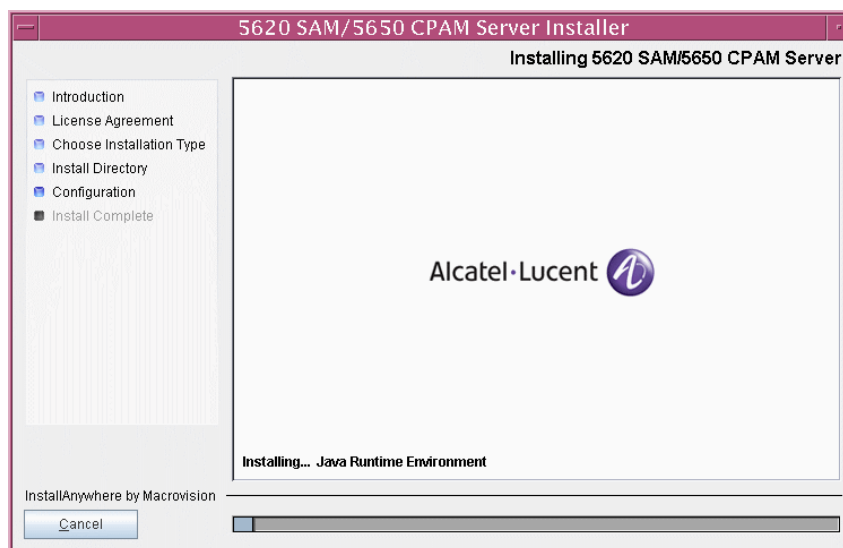 5620 SAM/5650 CPAM Server Installer
Installing 5620 SAM/5650 CPAM Server
Introduction
License Agreement
Choose Installation Type
Install Directory
Configuration
Install Complete
Alcatel·Lucent
Installing... Java Runtime Environment
InstallAnywhere by Macrovision
Cancel